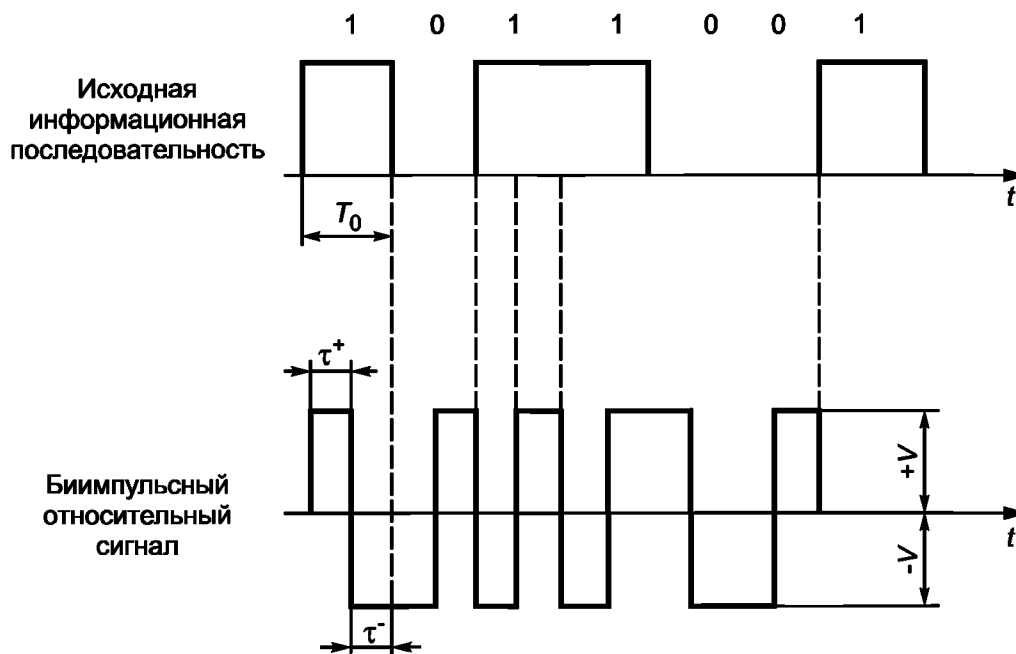 1 0 1 1 0 0 1
Исходная
информационная
последовательность
t
T₀
τ⁺
+V
Биимпульсный
относительный
сигнал
t
-V
τ⁻